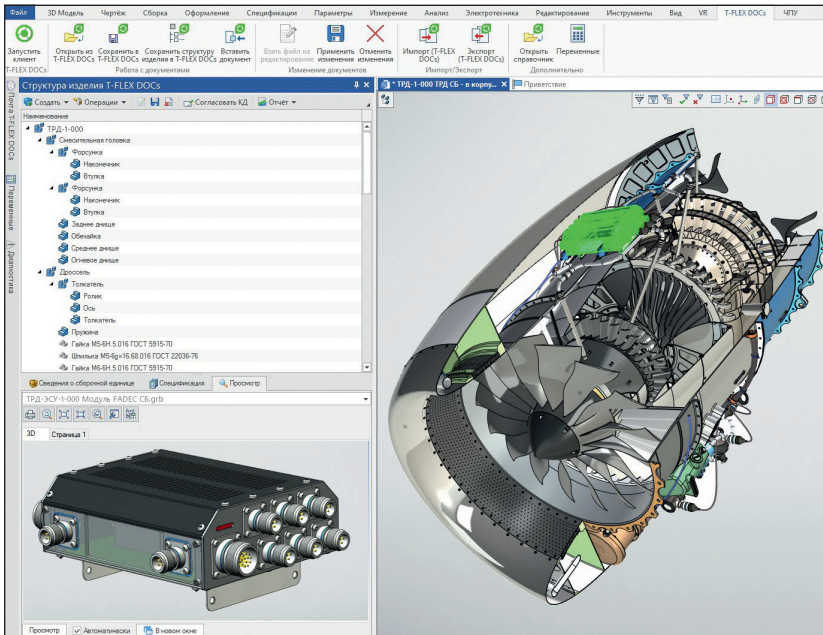 Файл 3D Модель Чертёж Сборка Оформление Спецификации Параметры Измерение Анализ Электротехника Редактирование Инструменты Вид VR T-FLEX DOCs ЧПУ
Запустить клиент
Открыть из T-FLEX DOCs
Сохранить в T-FLEX DOCs
Сохранить структуру изделия в T-FLEX DOCs
Вставить документ
Взять файл на редактирование
Применить изменения
Отменить изменения
Импорт (T-FLEX DOCs)
Экспорт (T-FLEX DOCs)
Открыть справочник
Переменные
T-FLEX DOCs Работа с документами Изменение документов Импорт/Экспорт Дополнительно
Почта T-FLEX DOCs
Переменные
Диагностика
Структура изделия T-FLEX DOCs
Создать Операции Согласовать КД Отчёт
Наименование
ТРД-1-000
Смесительная головка
Форсунка
Наконечник
Втулка
Форсунка
Наконечник
Втулка
Заднее днище
Обечайка
Среднее днище
Огневое днище
Дроссель
Толкатель
Ролик
Ось
Толкатель
Пружина
Гайка М5-6H.5.016 ГОСТ 5915-70
Шпилька М5-6g×16.68.016 ГОСТ 22036-76
Гайка М6-6H.5.016 ГОСТ 5915-70
Сведения о сборочной единице Спецификация Просмотр
ТРД-ЭСУ-1-000 Модуль FADEC СБ.grb
3D Страница 1
Просмотр Автоматически В новом окне
* ТРД-1-000 ТРД СБ - в корпу... Приветствие